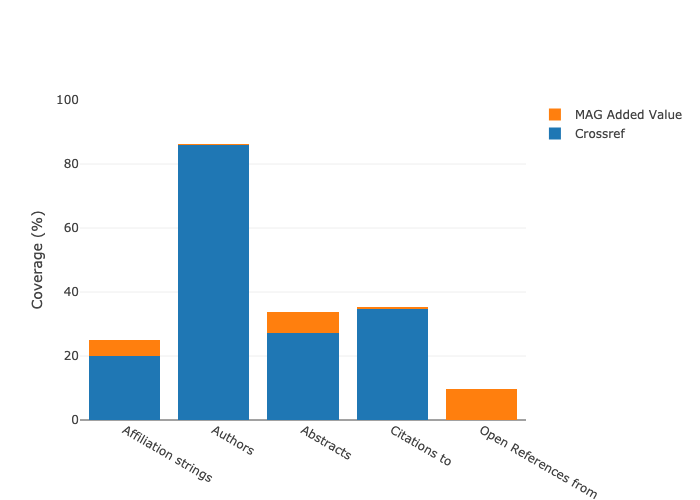 100
80
60
40
20
0
Coverage (%)
Affiliation strings
Authors
Abstracts
Citations to
Open References from
MAG Added Value
Crossref